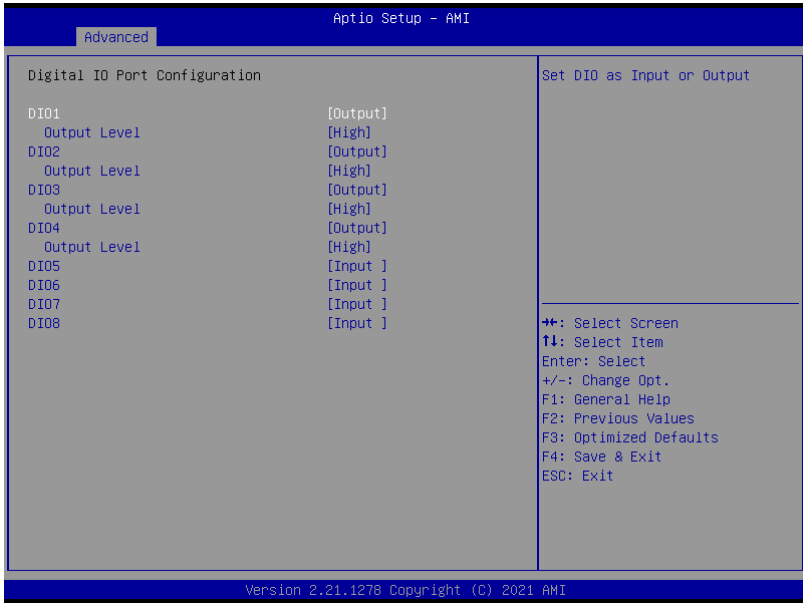 Aptio Setup – AMI
Advanced
Digital IO Port Configuration
DIO1 [Output]
Output Level [High]
DIO2 [Output]
Output Level [High]
DIO3 [Output]
Output Level [High]
DIO4 [Output]
Output Level [High]
DIO5 [Input ]
DIO6 [Input ]
DIO7 [Input ]
DIO8 [Input ]
Set DIO as Input or Output
→←: Select Screen
↑↓: Select Item
Enter: Select
+/-: Change Opt.
F1: General Help
F2: Previous Values
F3: Optimized Defaults
F4: Save & Exit
ESC: Exit
Version 2.21.1278 Copyright (C) 2021 AMI